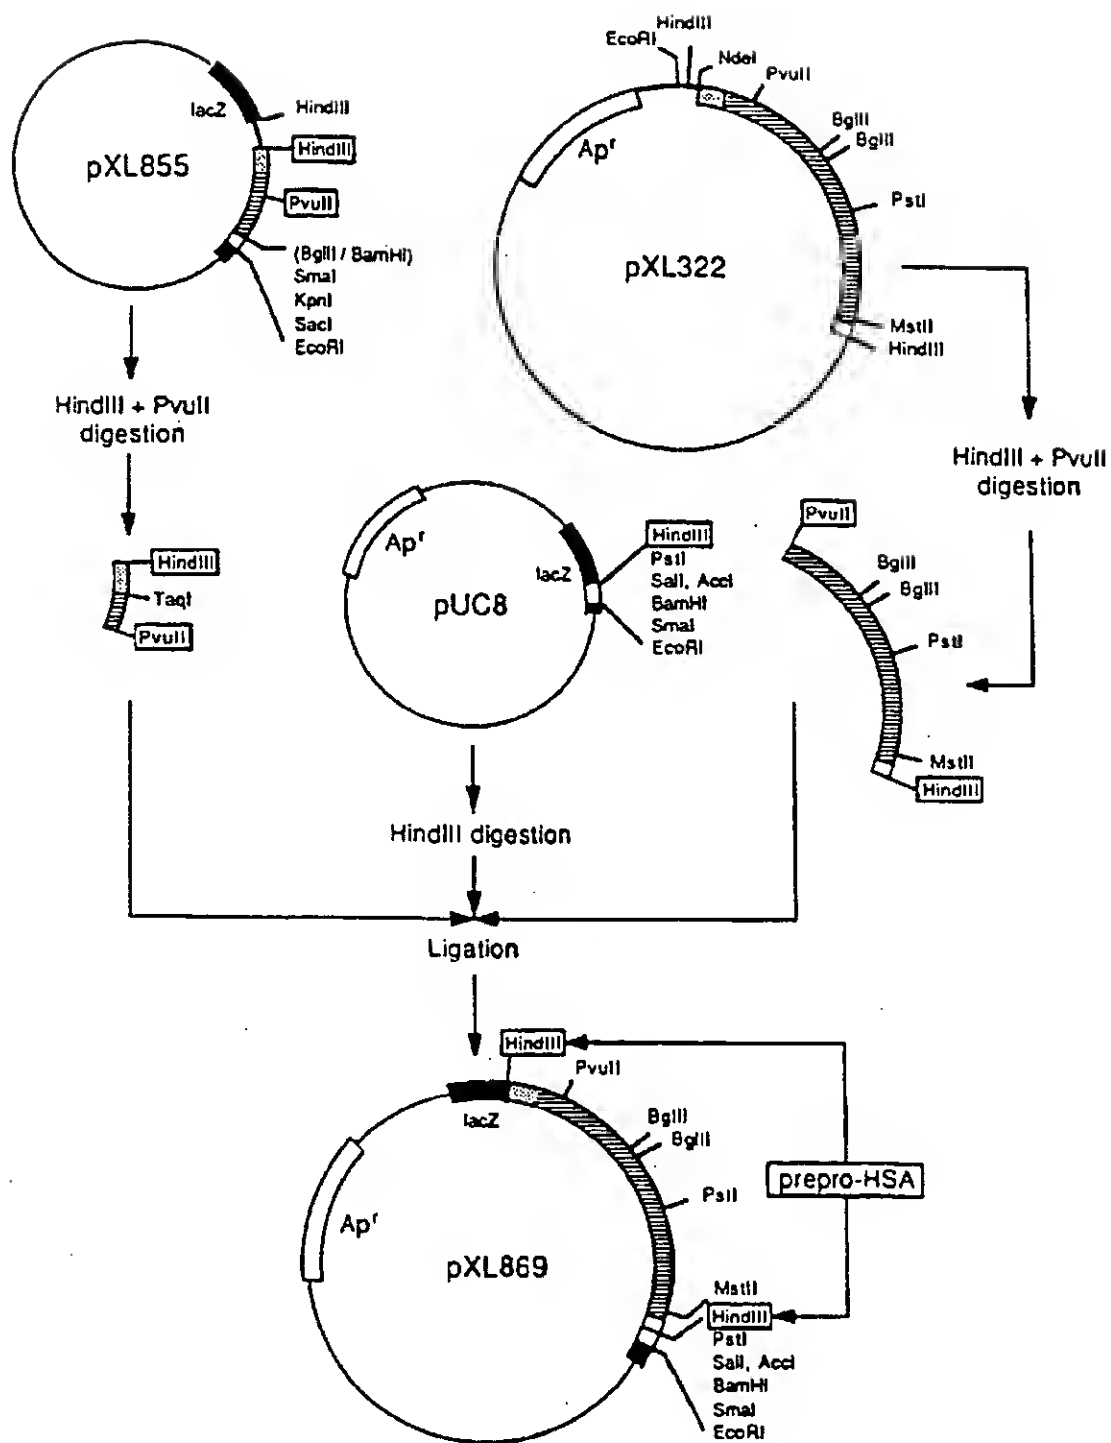 HindIII
EcoRI
NdeI
PvuII
lacZ
HindIII
HindIII
pXL855
PvuII
(BglII / BamHI)
SmaI
KpnI
SacI
EcoRI
Apʳ
BglII
BglII
PstI
pXL322
MstII
HindIII
HindIII + PvuII
digestion
HindIII + PvuII
digestion
HindIII
TaqI
PvuII
Apʳ
lacZ
pUC8
HindIII
PstI
SalI, AccI
BamHI
SmaI
EcoRI
PvuII
BglII
BglII
PstI
MstII
HindIII
HindIII digestion
Ligation
HindIII
PvuII
lacZ
BglII
BglII
PstI
prepro-HSA
Apʳ
pXL869
MstII
HindIII
PstI
SalI, AccI
BamHI
SmaI
EcoRI